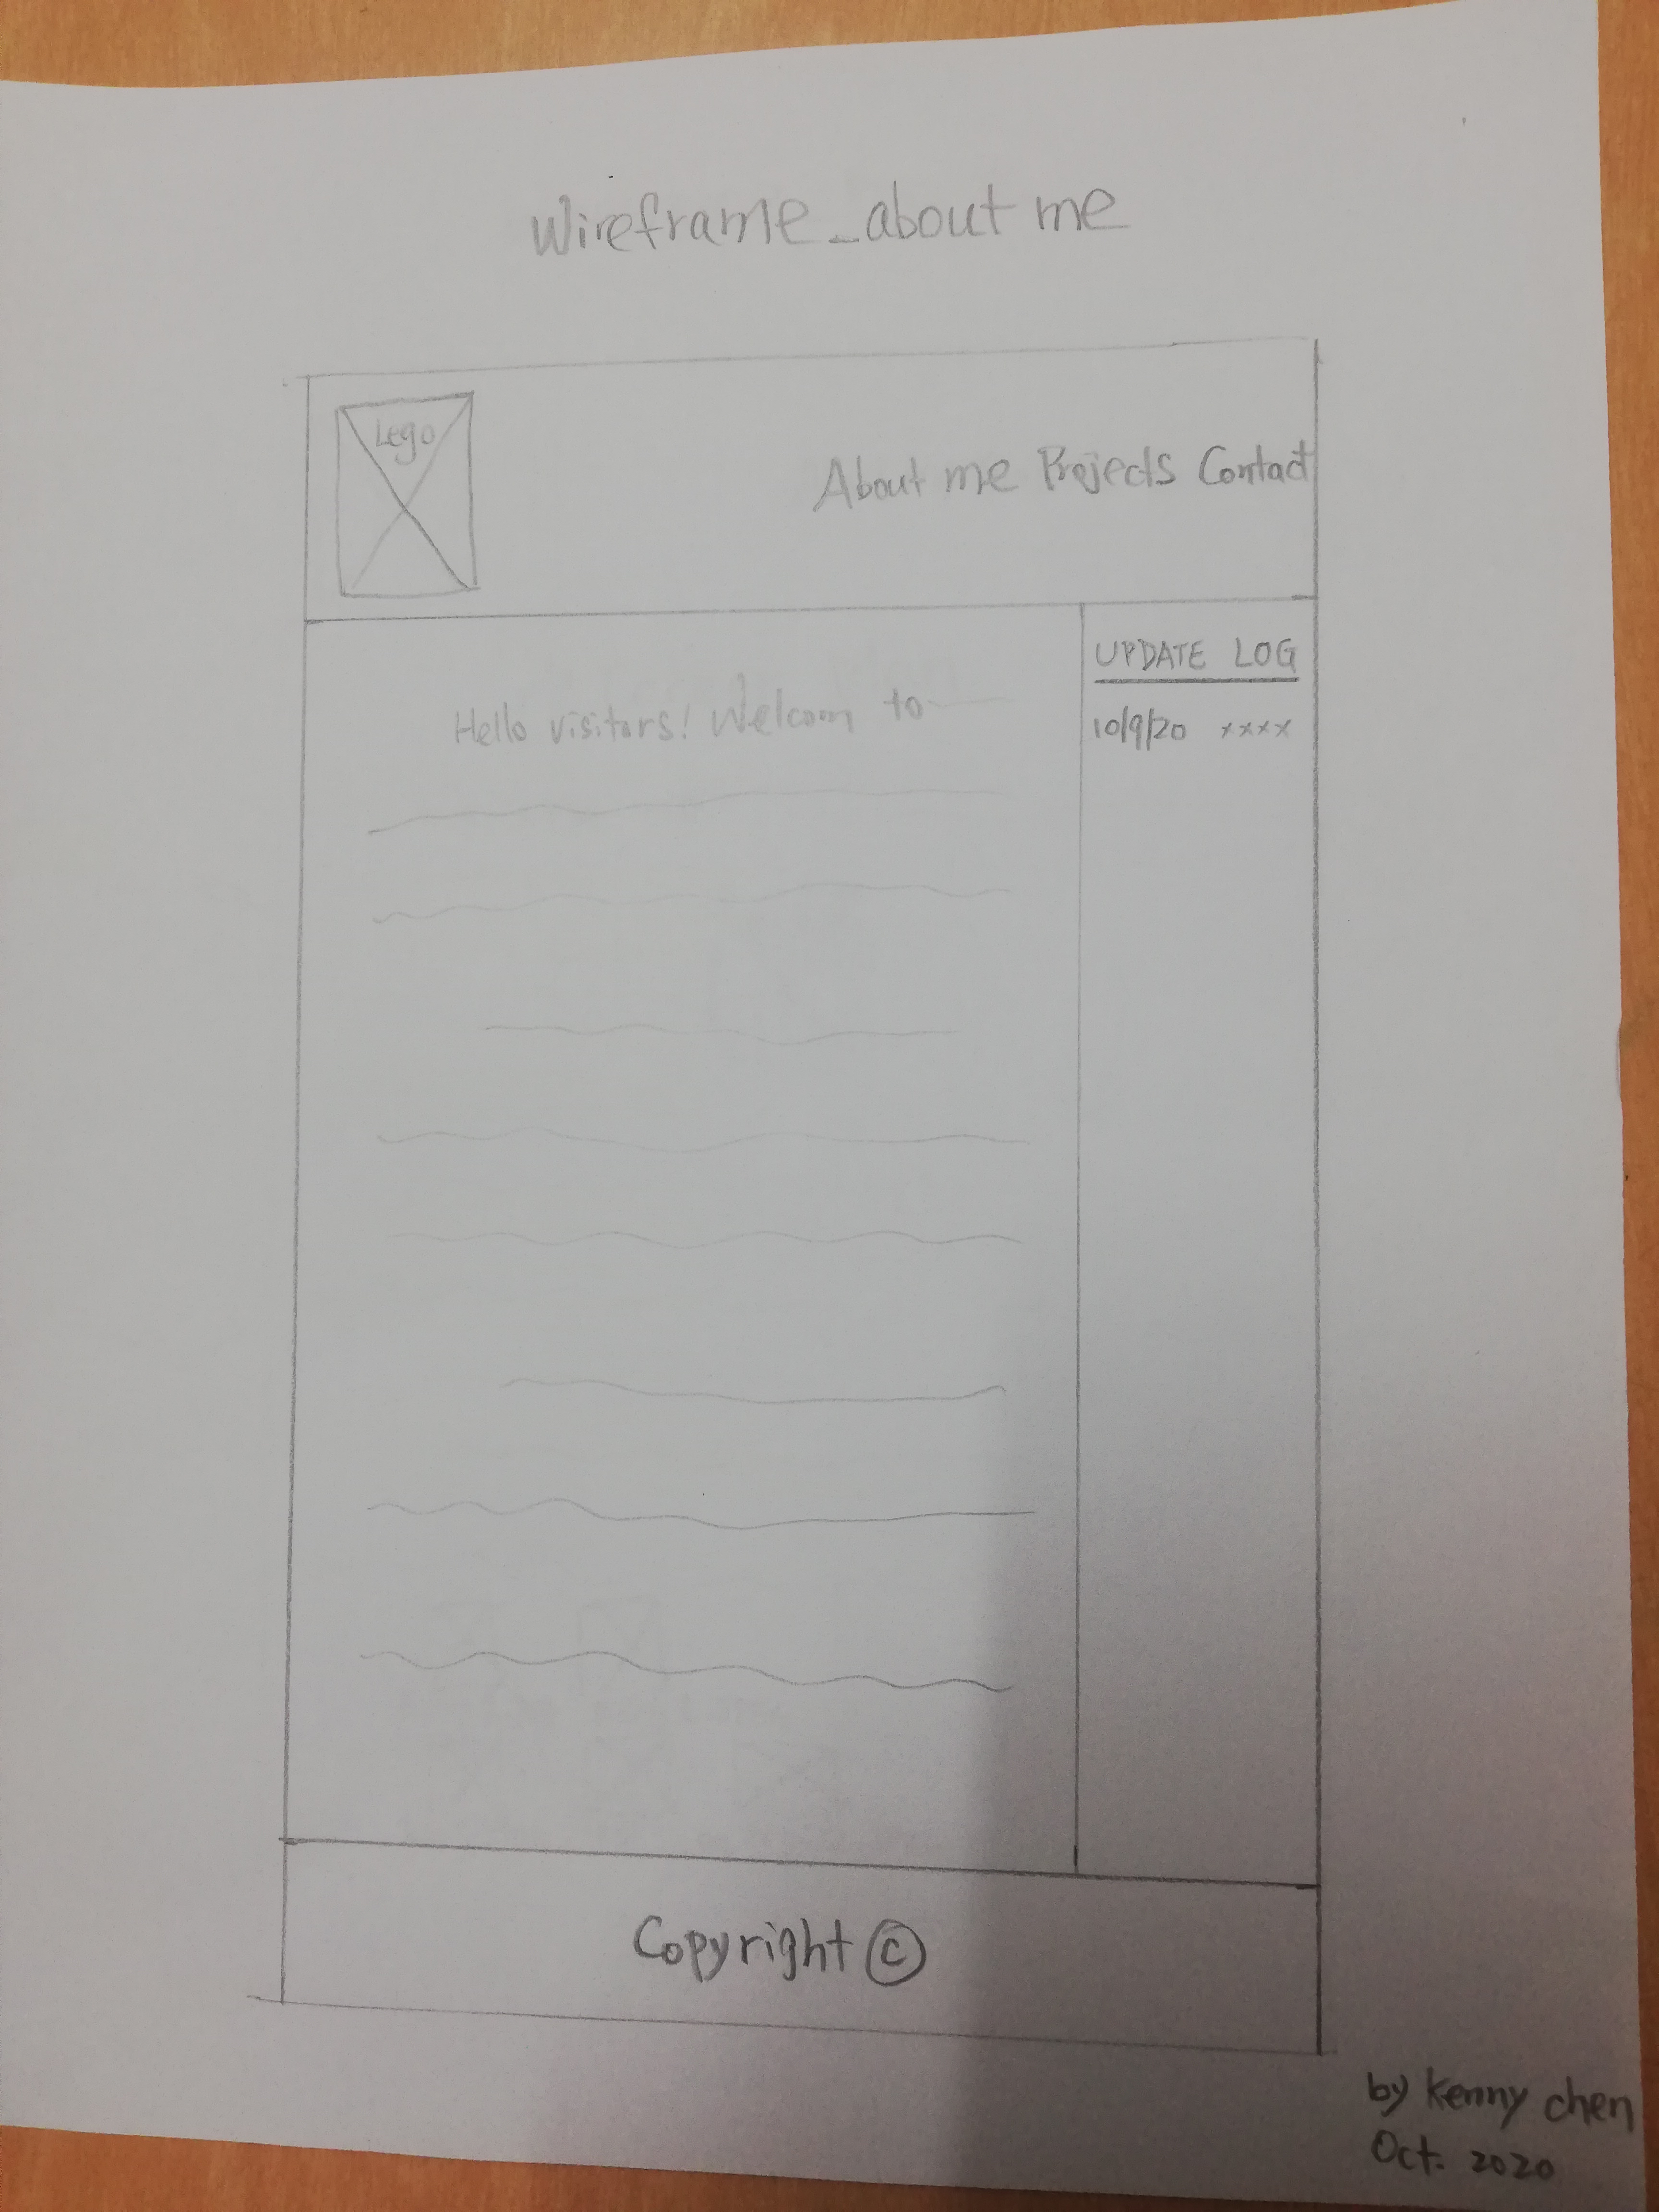 Wireframe_about me
Lego
About me Projects Contact
Hello visitors! Welcom to
UPDATE LOG
10/9/20 xxxx
Copyright ©
by Kenny chen
Oct. 2020